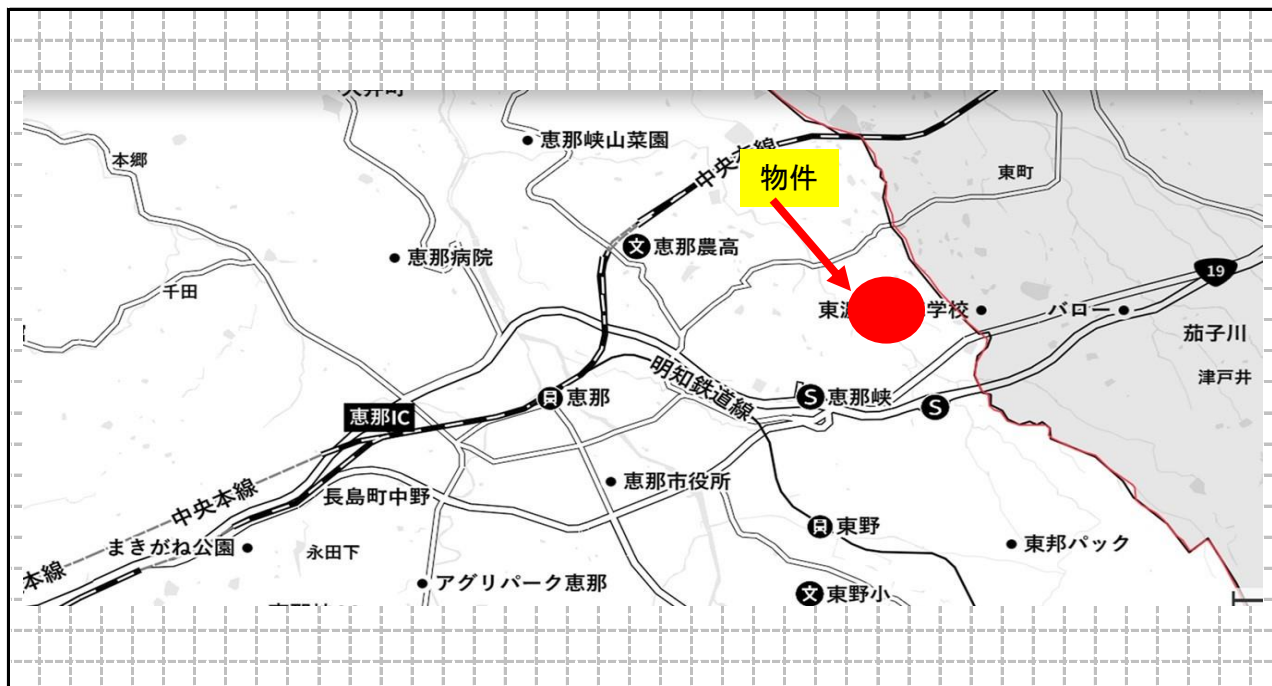 恵那峡山菜園
本郷
中央本線
東町
物件
恵那農高
恵那病院
19
千田
学校
バロー
茄子川
明知鉄道線
津戸井
恵那
S
恵那峡
S
恵那IC
恵那市役所
中央本線
長島町中野
東野
まきがね公園
永田下
東邦パック
本線
アグリパーク恵那
文
東野小
文